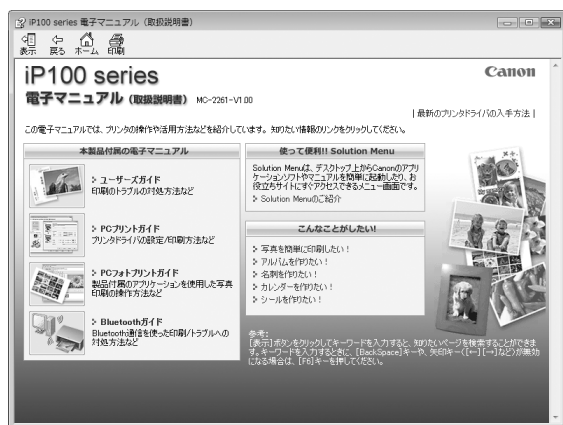 iP100 series 電子マニュアル（取扱説明書）
表示 戻る ホーム 印刷
iP100 series
Canon
電子マニュアル（取扱説明書） MC-2261-V1.00
| 最新のプリンタドライバの入手方法 |
この電子マニュアルでは、プリンタの操作や活用方法などを紹介しています。知りたい情報のリンクをクリックしてください。
本製品付属の電子マニュアル
ユーザーズガイド
印刷のトラブルの対処方法など
PCプリントガイド
プリンタドライバの設定/印刷方法など
PCフォトプリントガイド
製品付属のアプリケーションを使用した写真
印刷の操作方法など
Bluetoothガイド
Bluetooth通信を使った印刷/トラブルへの
対処方法など
使って便利!! Solution Menu
Solution Menuは、デスクトップ上からCanonのアプリ
ケーションソフトやマニュアルを簡単に起動したり、お
役立ちサイトにすぐアクセスできるメニュー画面です。
Solution Menuのご紹介
こんなことがしたい!
写真を簡単に印刷したい！
アルバムを作りたい！
名刺を作りたい！
カレンダーを作りたい！
シールを作りたい！
参考:
[表示]ボタンをクリックしてキーワードを入力すると、知りたいページを検索することができま
す。キーワードを入力するときに、[BackSpace]キーや、矢印キー([←] [→]など)が無効
になる場合は、[F6]キーを押してください。